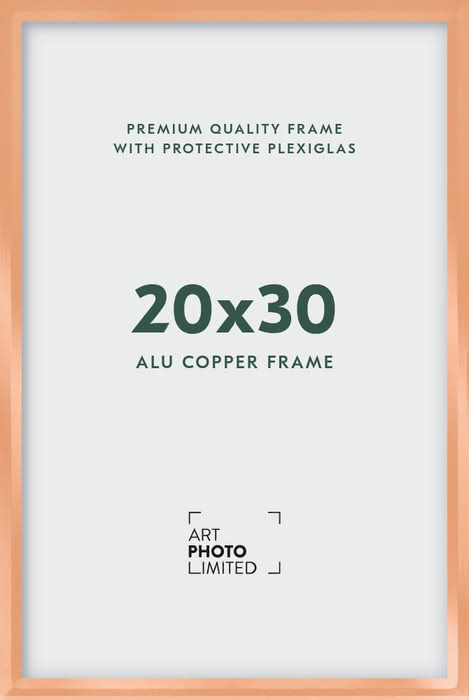 PREMIUM QUALITY FRAME
WITH PROTECTIVE PLEXIGLAS
20x30
ALU COPPER FRAME
ART
PHOTO
LIMITED